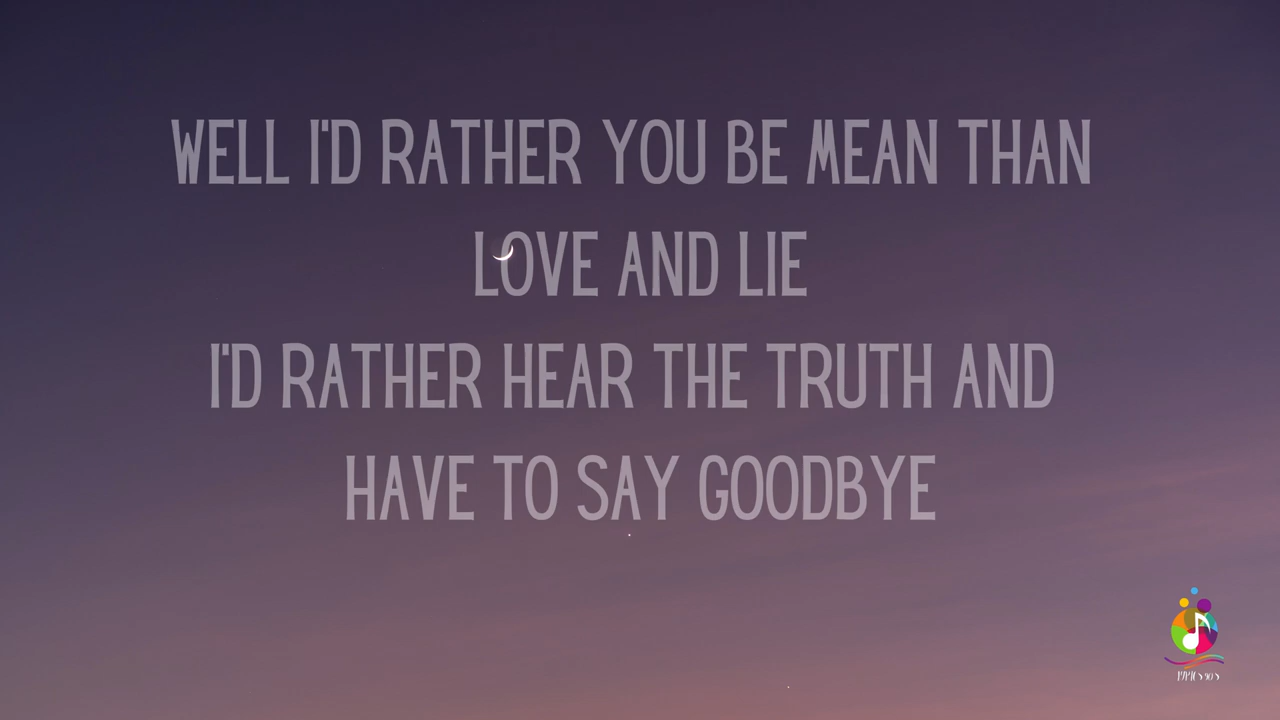 WELL I'D RATHER YOU BE MEAN THAN
LOVE AND LIE
I'D RATHER HEAR THE TRUTH AND
HAVE TO SAY GOODBYE